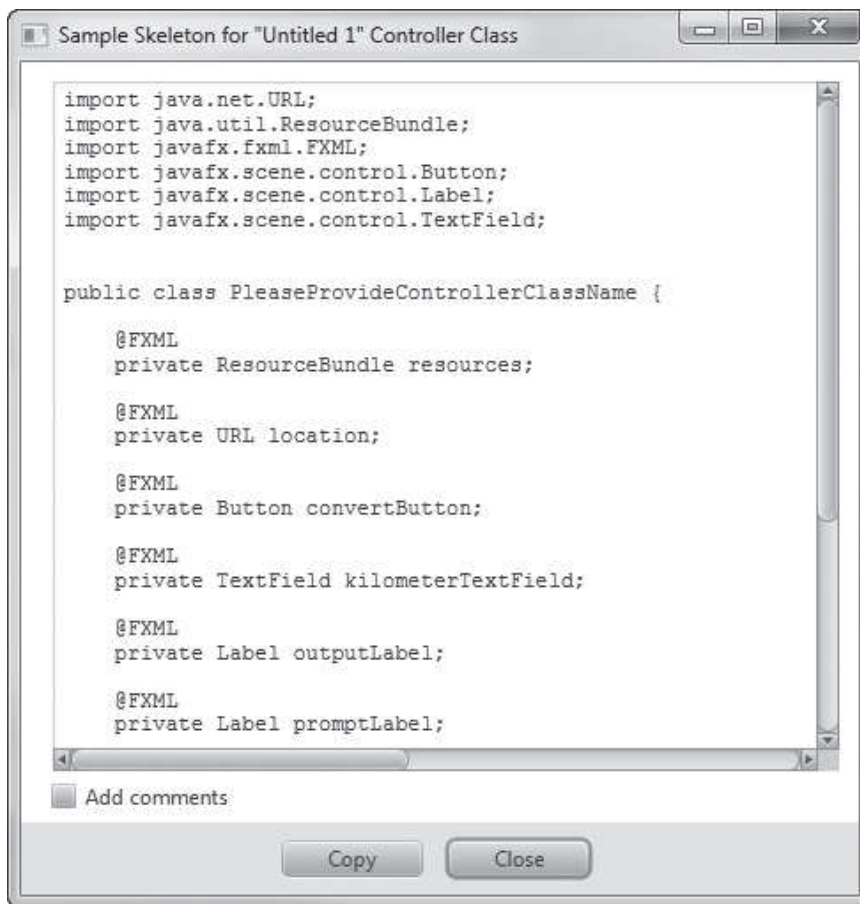 Sample Skeleton for "Untitled 1" Controller Class
import java.net.URL;
import java.util.ResourceBundle;
import javafx.fxml.FXML;
import javafx.scene.control.Button;
import javafx.scene.control.Label;
import javafx.scene.control.TextField;
public class PleaseProvideControllerClassName {
@FXML
private ResourceBundle resources;
@FXML
private URL location;
@FXML
private Button convertButton;
@FXML
private TextField kilometerTextField;
@FXML
private Label outputLabel;
@FXML
private Label promptLabel;
Add comments
Copy
Close